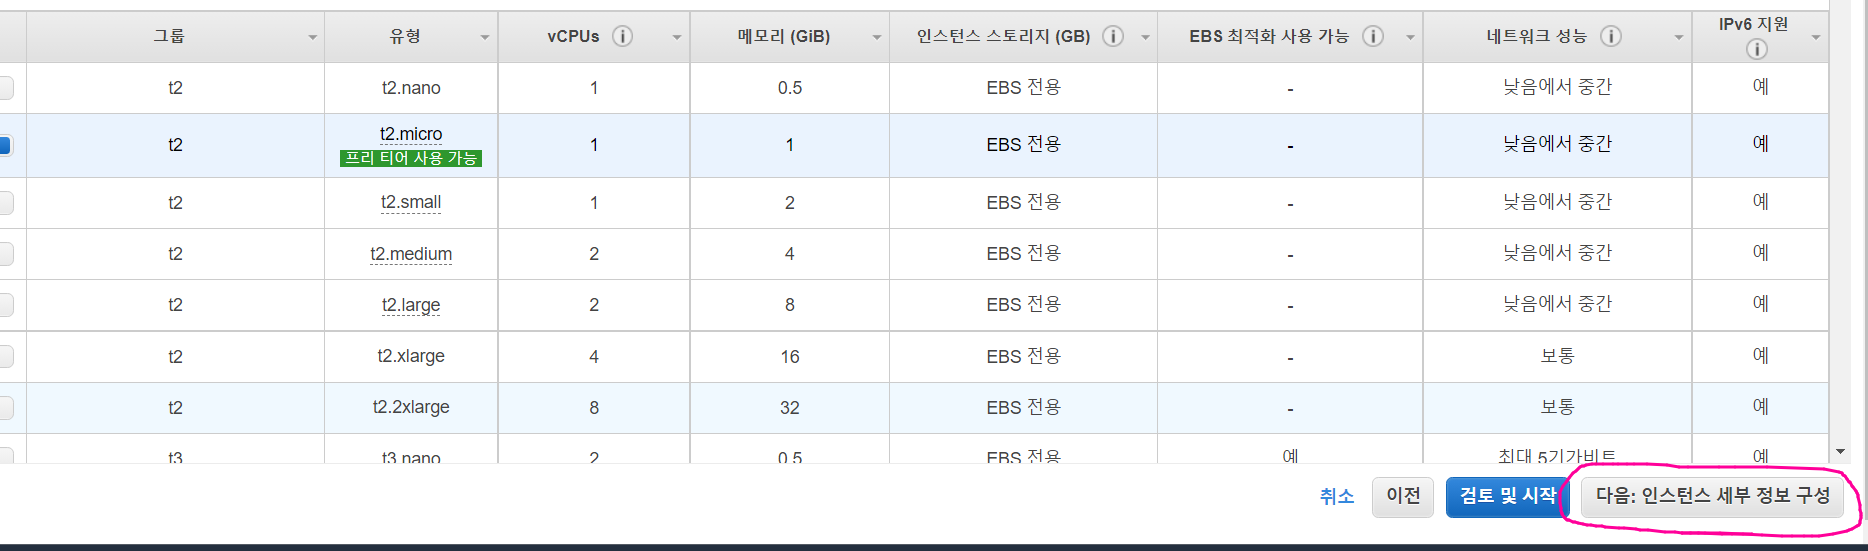 그룹 유형 vCPUs i 메모리 (GiB) 인스턴스 스토리지 (GB) i EBS 최적화 사용 가능 i 네트워크 성능 i IPv6 지원 i
t2 t2.nano 1 0.5 EBS 전용 - 낮음에서 중간 예
t2 t2.micro 1 1 EBS 전용 - 낮음에서 중간 예
프리 티어 사용 가능
t2 t2.small 1 2 EBS 전용 - 낮음에서 중간 예
t2 t2.medium 2 4 EBS 전용 - 낮음에서 중간 예
t2 t2.large 2 8 EBS 전용 - 낮음에서 중간 예
t2 t2.xlarge 4 16 EBS 전용 - 보통 예
t2 t2.2xlarge 8 32 EBS 전용 - 보통 예
t3 t3.nano 2 0.5 EBS 전용 예 최대 5기가비트 예
취소 이전 검토 및 시작 다음: 인스턴스 세부 정보 구성